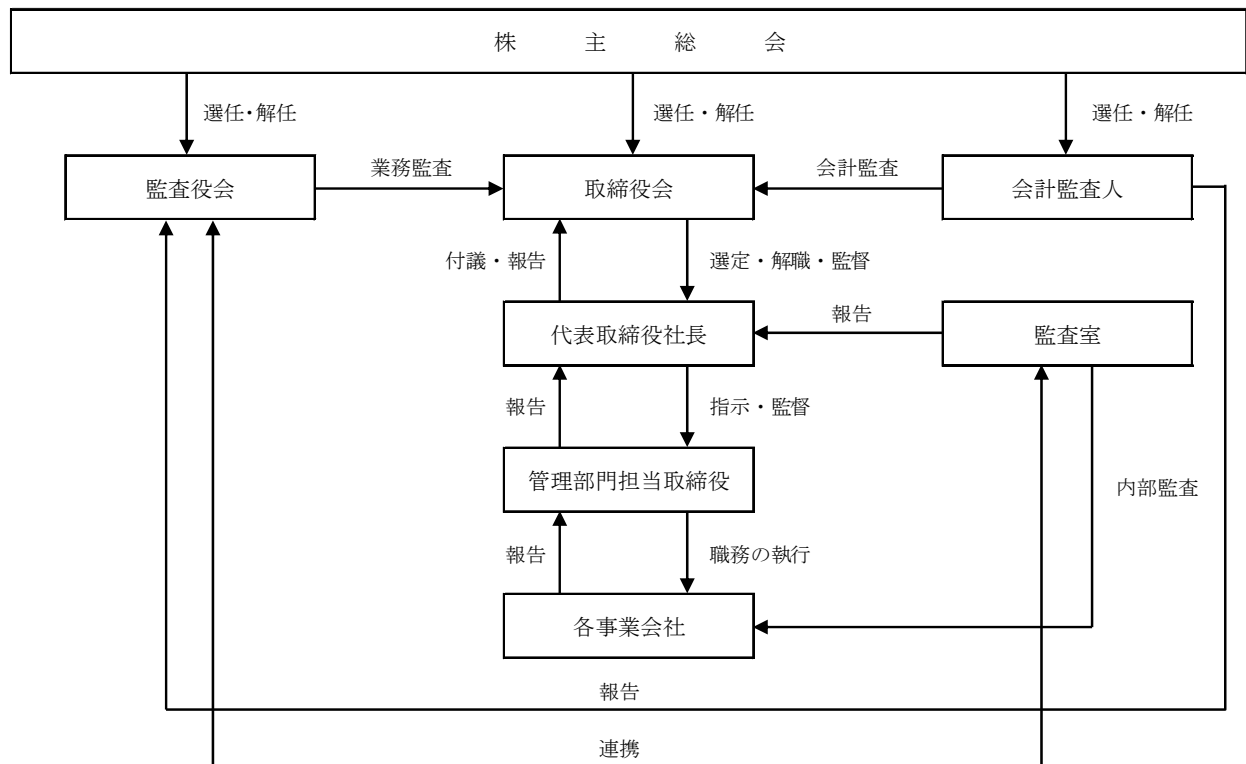 株主総会
選任・解任
選任・解任
選任・解任
監査役会
業務監査
取締役会
会計監査
会計監査人
付議・報告
選定・解職・監督
代表取締役社長
報告
監査室
報告
指示・監督
管理部門担当取締役
内部監査
報告
職務の執行
各事業会社
報告
連携